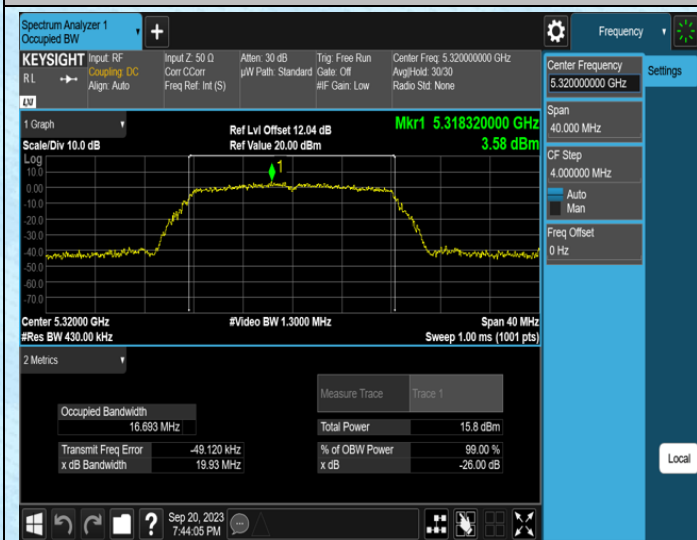 Spectrum Analyzer 1
Occupied BW
+
Frequency
KEYSIGHT
RL
LXI
Input: RF
Coupling: DC
Align: Auto
Input Z: 50 Ω
Corr CCorr
Freq Ref: Int (S)
Atten: 30 dB
µW Path: Standard
Trig: Free Run
Gate: Off
#IF Gain: Low
Center Freq: 5.320000000 GHz
Avg|Hold: 30/30
Radio Std: None
Center Frequency
5.320000000 GHz
Settings
Span
40.000 MHz
CF Step
4.000000 MHz
Auto
Man
Freq Offset
0 Hz
1 Graph
Scale/Div 10.0 dB
Ref Lvl Offset 12.04 dB
Ref Value 20.00 dBm
Mkr1 5.318320000 GHz
3.58 dBm
Log
10.0
0.00
-10.0
-20.0
-30.0
-40.0
-50.0
-60.0
-70.0
1
Center 5.32000 GHz
#Res BW 430.00 kHz
#Video BW 1.3000 MHz
Span 40 MHz
Sweep 1.00 ms (1001 pts)
2 Metrics
Measure Trace
Trace 1
Occupied Bandwidth
16.693 MHz
Total Power
15.8 dBm
Transmit Freq Error
-49.120 kHz
% of OBW Power
99.00 %
x dB Bandwidth
19.93 MHz
x dB
-26.00 dB
Local
?
Sep 20, 2023
7:44:05 PM